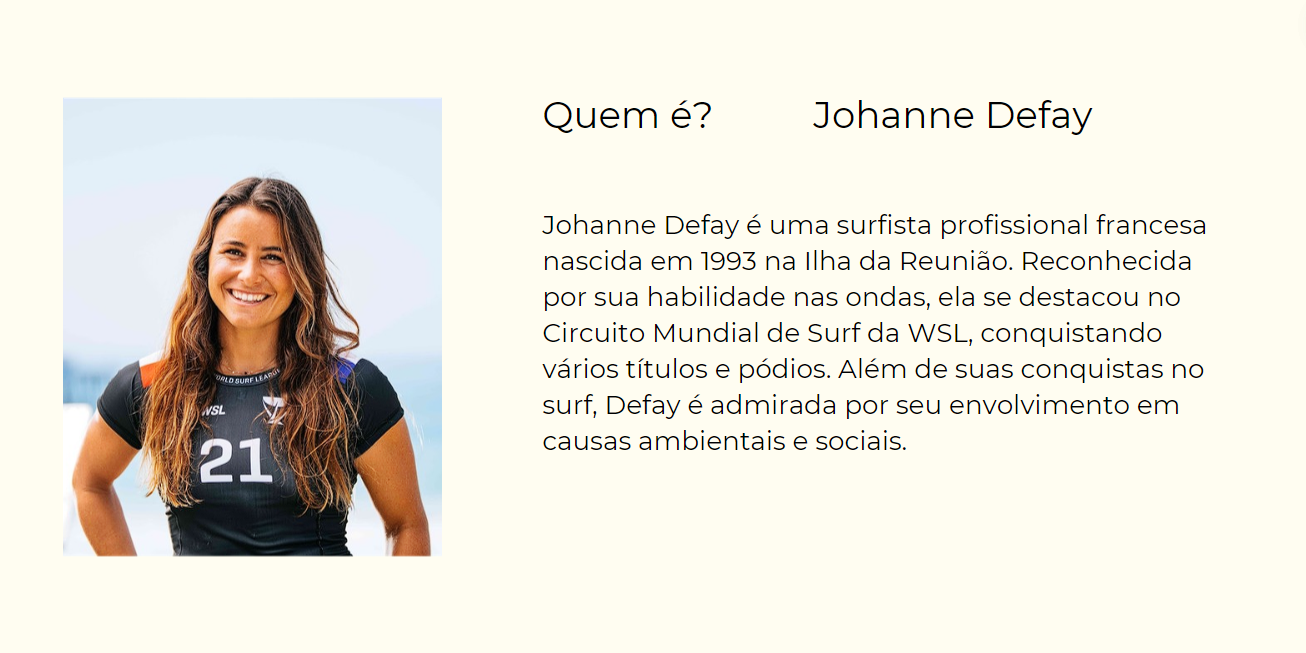 Quem é? Johanne Defay
Johanne Defay é uma surfista profissional francesa
nascida em 1993 na Ilha da Reunião. Reconhecida
por sua habilidade nas ondas, ela se destacou no
Circuito Mundial de Surf da WSL, conquistando
vários títulos e pódios. Além de suas conquistas no
surf, Defay é admirada por seu envolvimento em
causas ambientais e sociais.
WORLD SURF LEAGUE
WSL
21